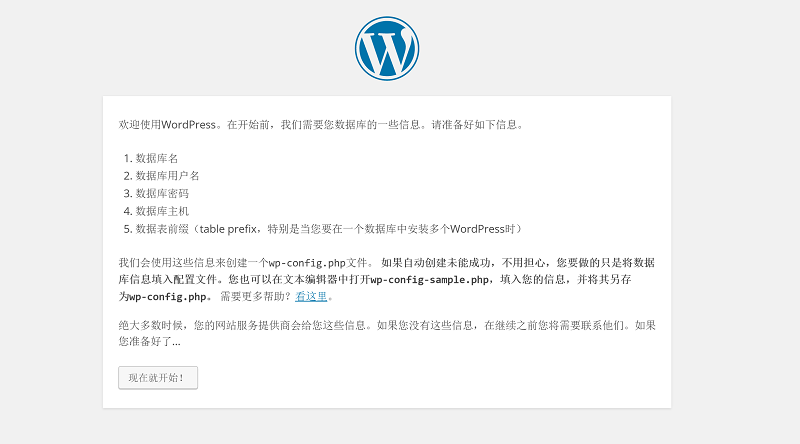 欢迎使用WordPress。在开始前，我们需要您数据库的一些信息。请准备好如下信息。
1. 数据库名
2. 数据库用户名
3. 数据库密码
4. 数据库主机
5. 数据表前缀（table prefix，特别是当您要在一个数据库中安装多个WordPress时）
我们会使用这些信息来创建一个wp-config.php文件。 如果自动创建未能成功，不用担心，您要做的只是将数据
库信息填入配置文件。您也可以在文本编辑器中打开wp-config-sample.php，填入您的信息，并将其另存
为wp-config.php。 需要更多帮助？看这里。
绝大多数时候，您的网站服务提供商会给您这些信息。如果您没有这些信息，在继续之前您将需要联系他们。如果
您准备好了...
现在就开始！